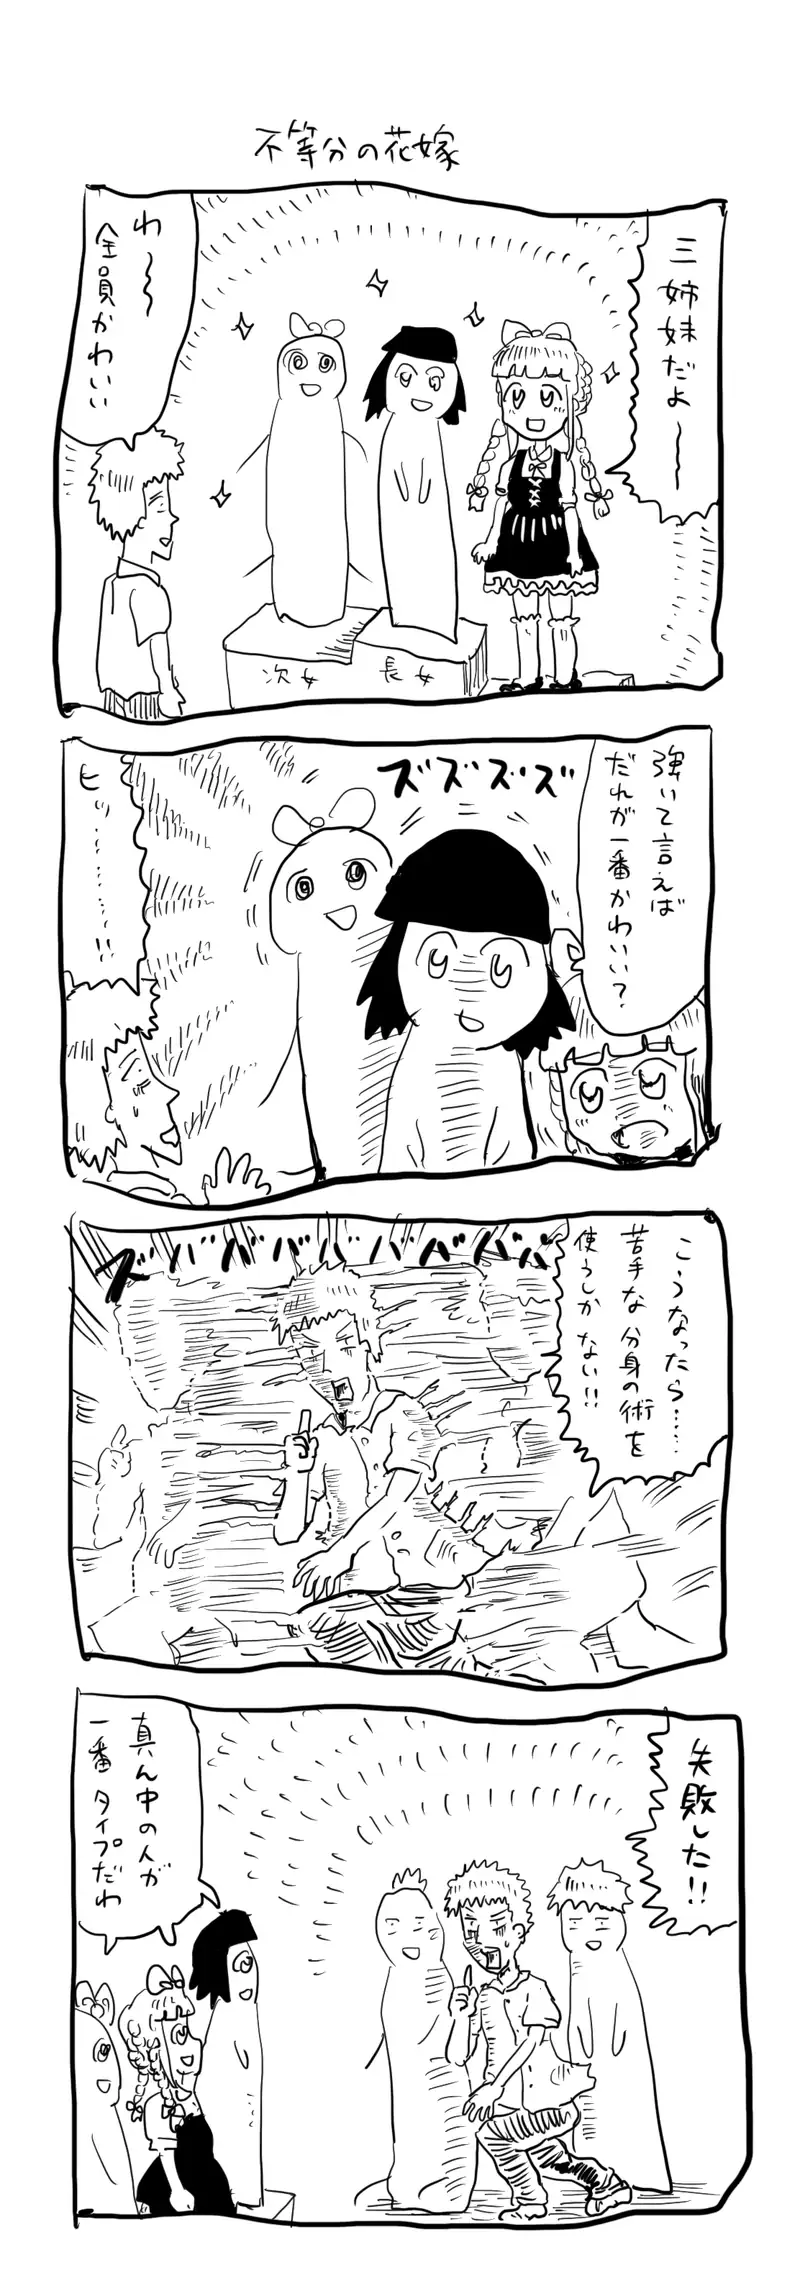 不等分の花嫁
三姉妹だよ〜〜
わ〜〜
全員かわいい
次女
長女
強いて言えば
だれが一番かわいい?
ズズズズ
ヒッ………!!
こうなったら……
苦手な分身の術を
使うしかない!!
ズババババババババ
失敗した!!
真ん中の人が
一番タイプだわ